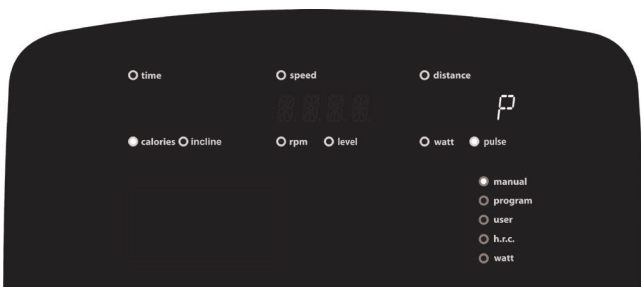 time speed distance
P
calories incline rpm level watt pulse
manual
program
user
h.r.c.
watt